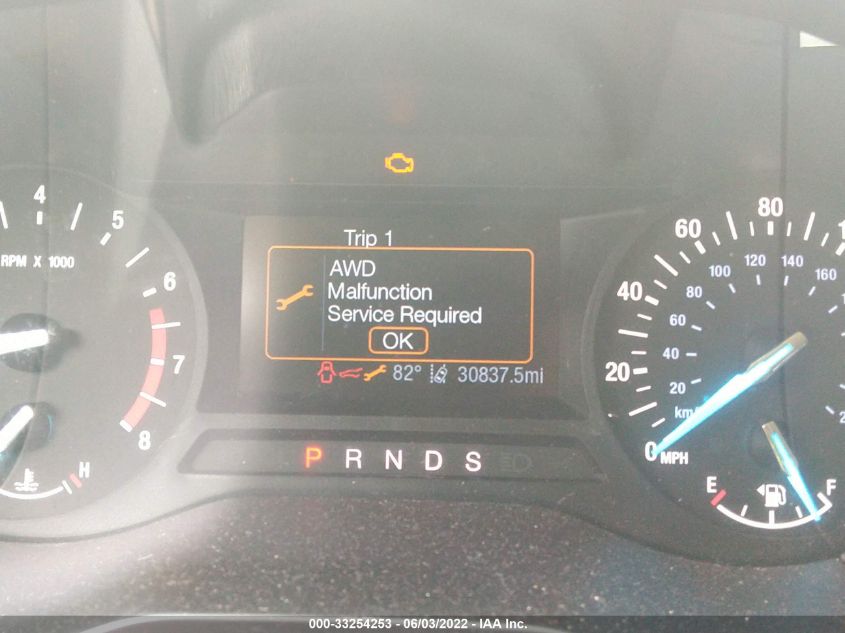 4
5
6
7
8
RPM X 1000
H
Trip 1
AWD
Malfunction
Service Required
OK
82° 30837.5mi
P R N D S
0 MPH
20
40
60
80
km/
20
40
60
80
100
120
140
160
E F
000-33254253 - 06/03/2022 - IAA Inc.